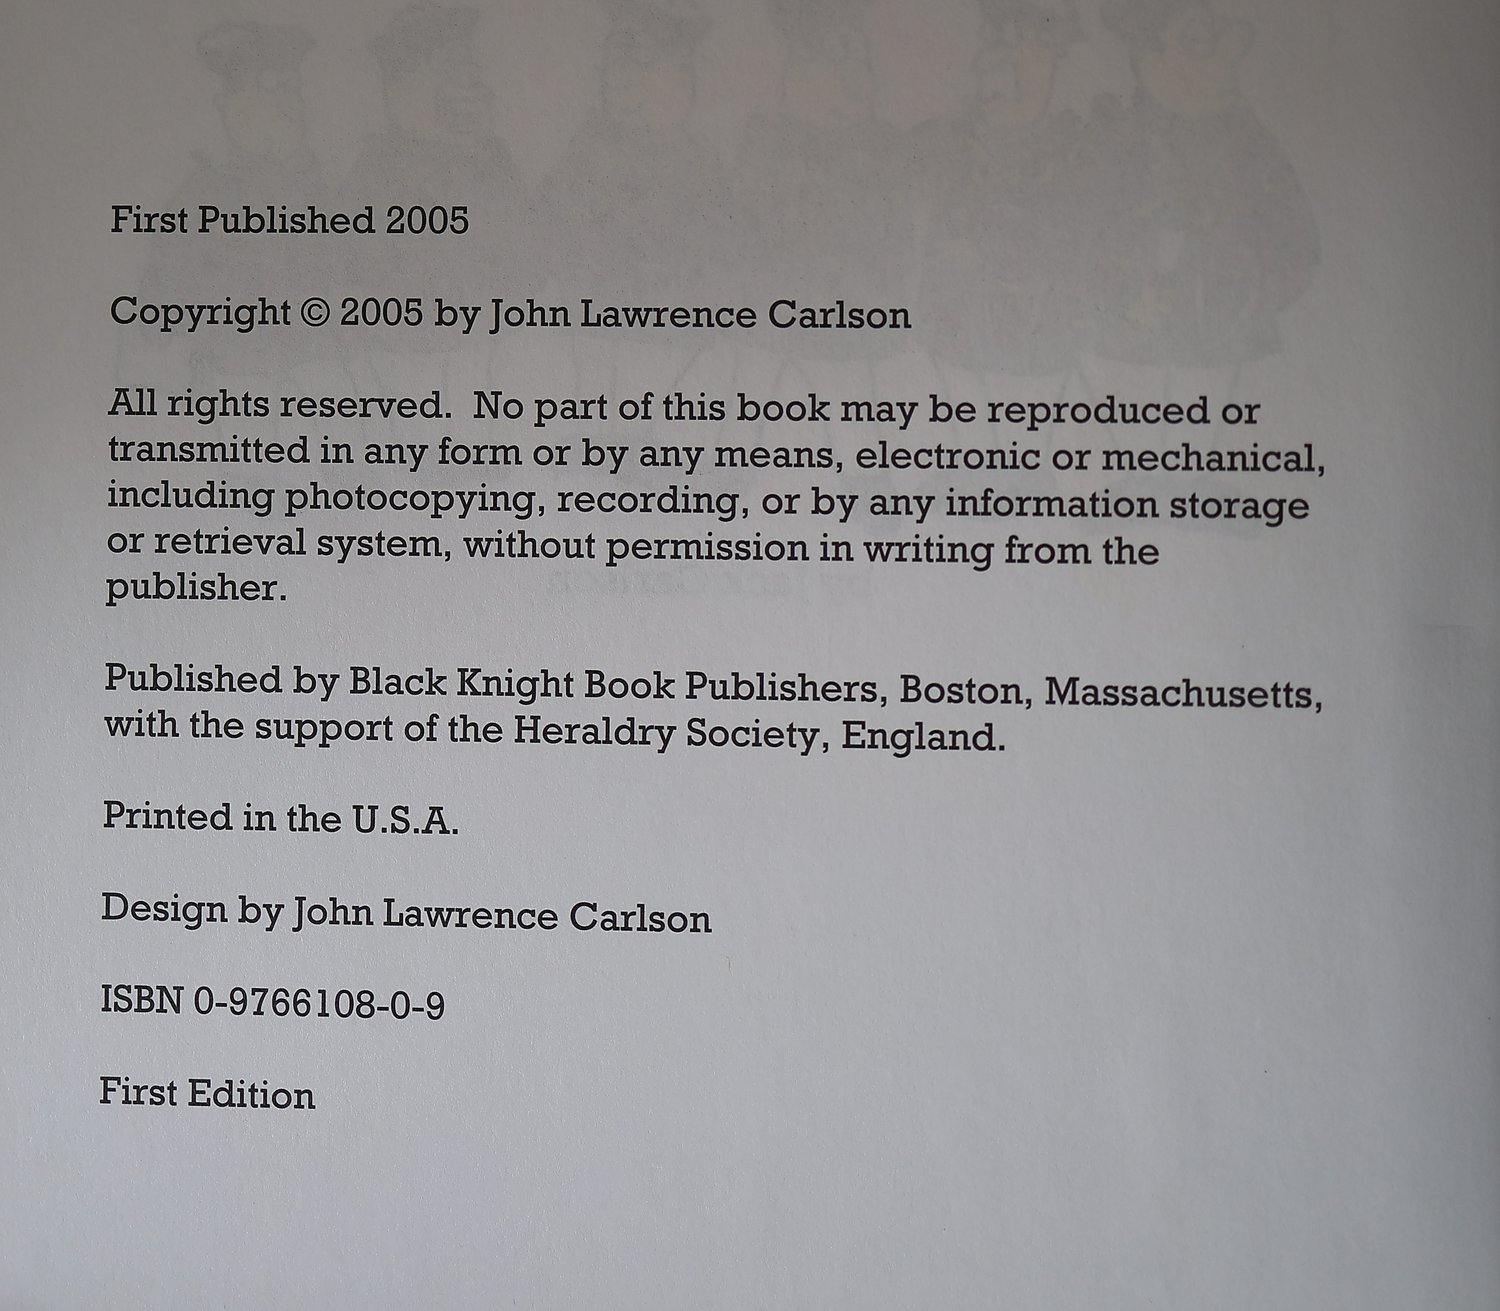 First Published 2005
Copyright © 2005 by John Lawrence Carlson
All rights reserved.  No part of this book may be reproduced or
transmitted in any form or by any means, electronic or mechanical,
including photocopying, recording, or by any information storage
or retrieval system, without permission in writing from the
publisher.
Published by Black Knight Book Publishers, Boston, Massachusetts,
with the support of the Heraldry Society, England.
Printed in the U.S.A.
Design by John Lawrence Carlson
ISBN 0-9766108-0-9
First Edition